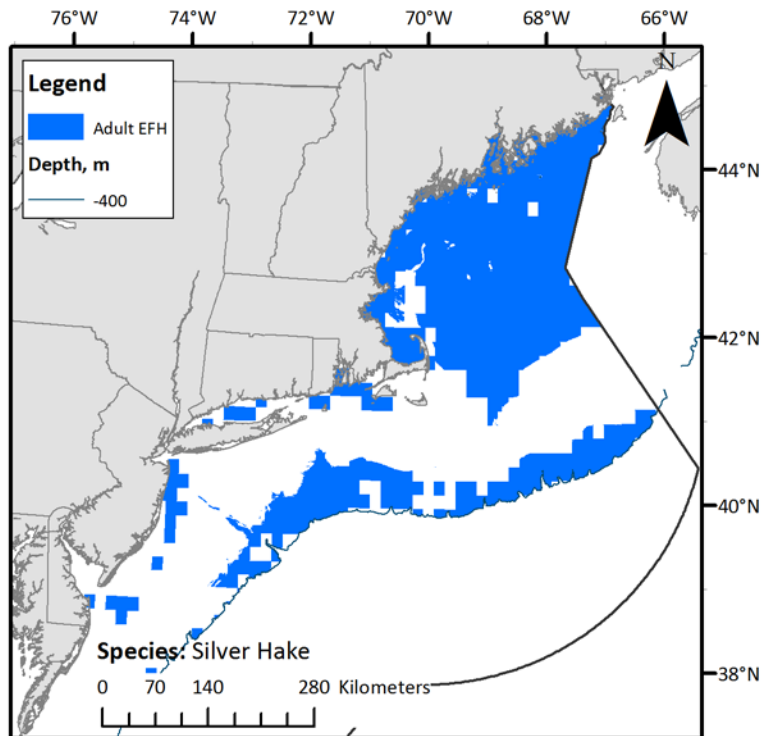 76°W 74°W 72°W 70°W 68°W 66°W
N
Legend
Adult EFH
Depth, m
-400
44°N
42°N
40°N
38°N
Species: Silver Hake
0 70 140 280 Kilometers